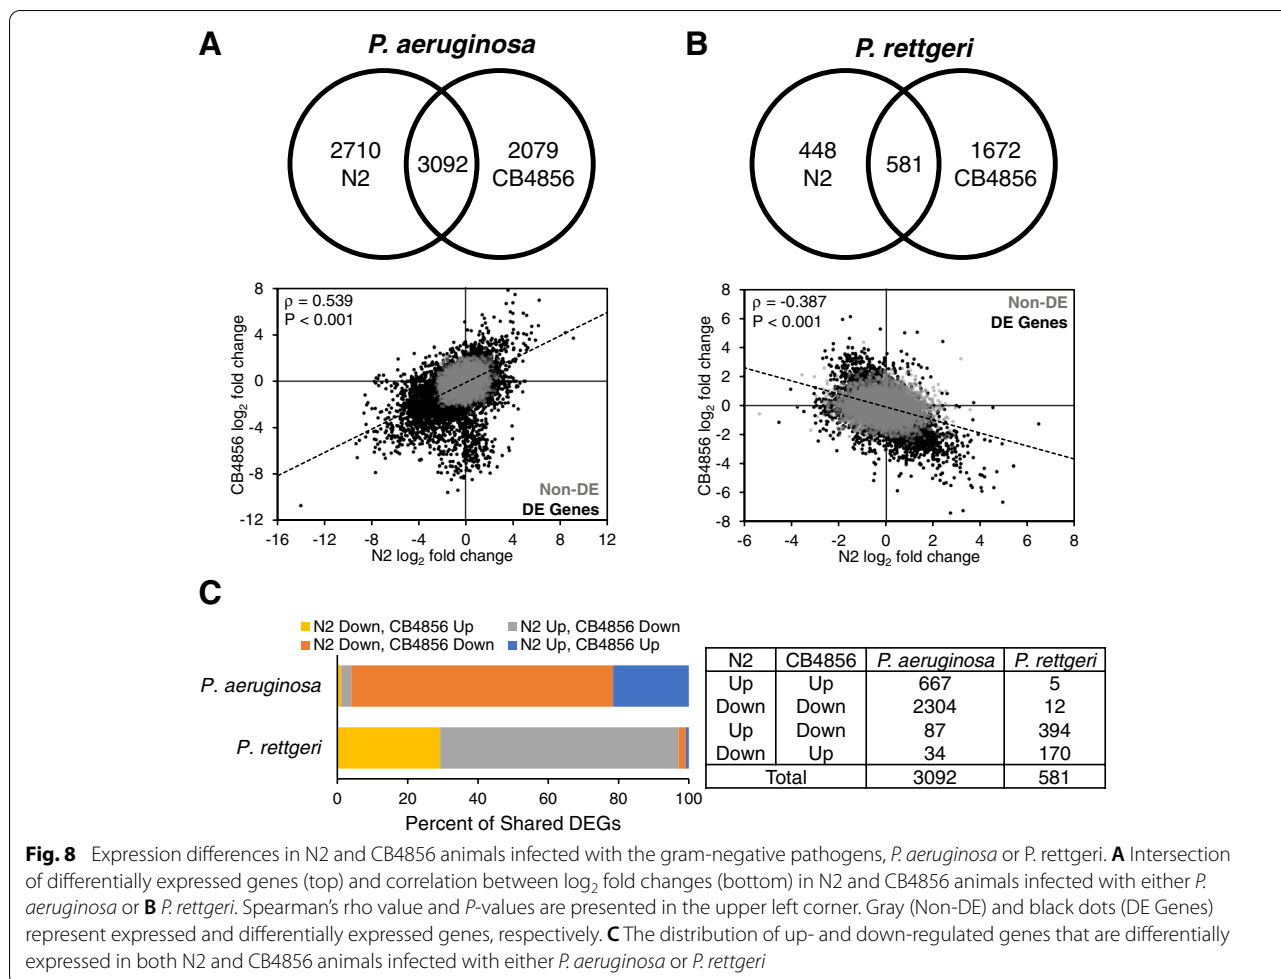 A
P. aeruginosa
2710
N2
3092
2079
CB4856
B
P. rettgeri
448
N2
581
1672
CB4856
ρ = 0.539
P < 0.001
Non-DE
DE Genes
CB4856 log2 fold change
8
4
0
-4
-8
-12
-16 -12 -8 -4 0 4 8 12
N2 log2 fold change
ρ = -0.387
P < 0.001
Non-DE
DE Genes
CB4856 log2 fold change
8
6
4
2
0
-2
-4
-6
-8
-6 -4 -2 0 2 4 6 8
N2 log2 fold change
C
N2 Down, CB4856 Up N2 Up, CB4856 Down
N2 Down, CB4856 Down N2 Up, CB4856 Up
P. aeruginosa
P. rettgeri
0 20 40 60 80 100
Percent of Shared DEGs
N2 CB4856 P. aeruginosa P. rettgeri
Up Up 667 5
Down Down 2304 12
Up Down 87 394
Down Up 34 170
Total 3092 581
Fig. 8 Expression differences in N2 and CB4856 animals infected with the gram-negative pathogens, P. aeruginosa or P. rettgeri. A Intersection
of differentially expressed genes (top) and correlation between log2 fold changes (bottom) in N2 and CB4856 animals infected with either P.
aeruginosa or B P. rettgeri. Spearman's rho value and P-values are presented in the upper left corner. Gray (Non-DE) and black dots (DE Genes)
represent expressed and differentially expressed genes, respectively. C The distribution of up- and down-regulated genes that are differentially
expressed in both N2 and CB4856 animals infected with either P. aeruginosa or P. rettgeri